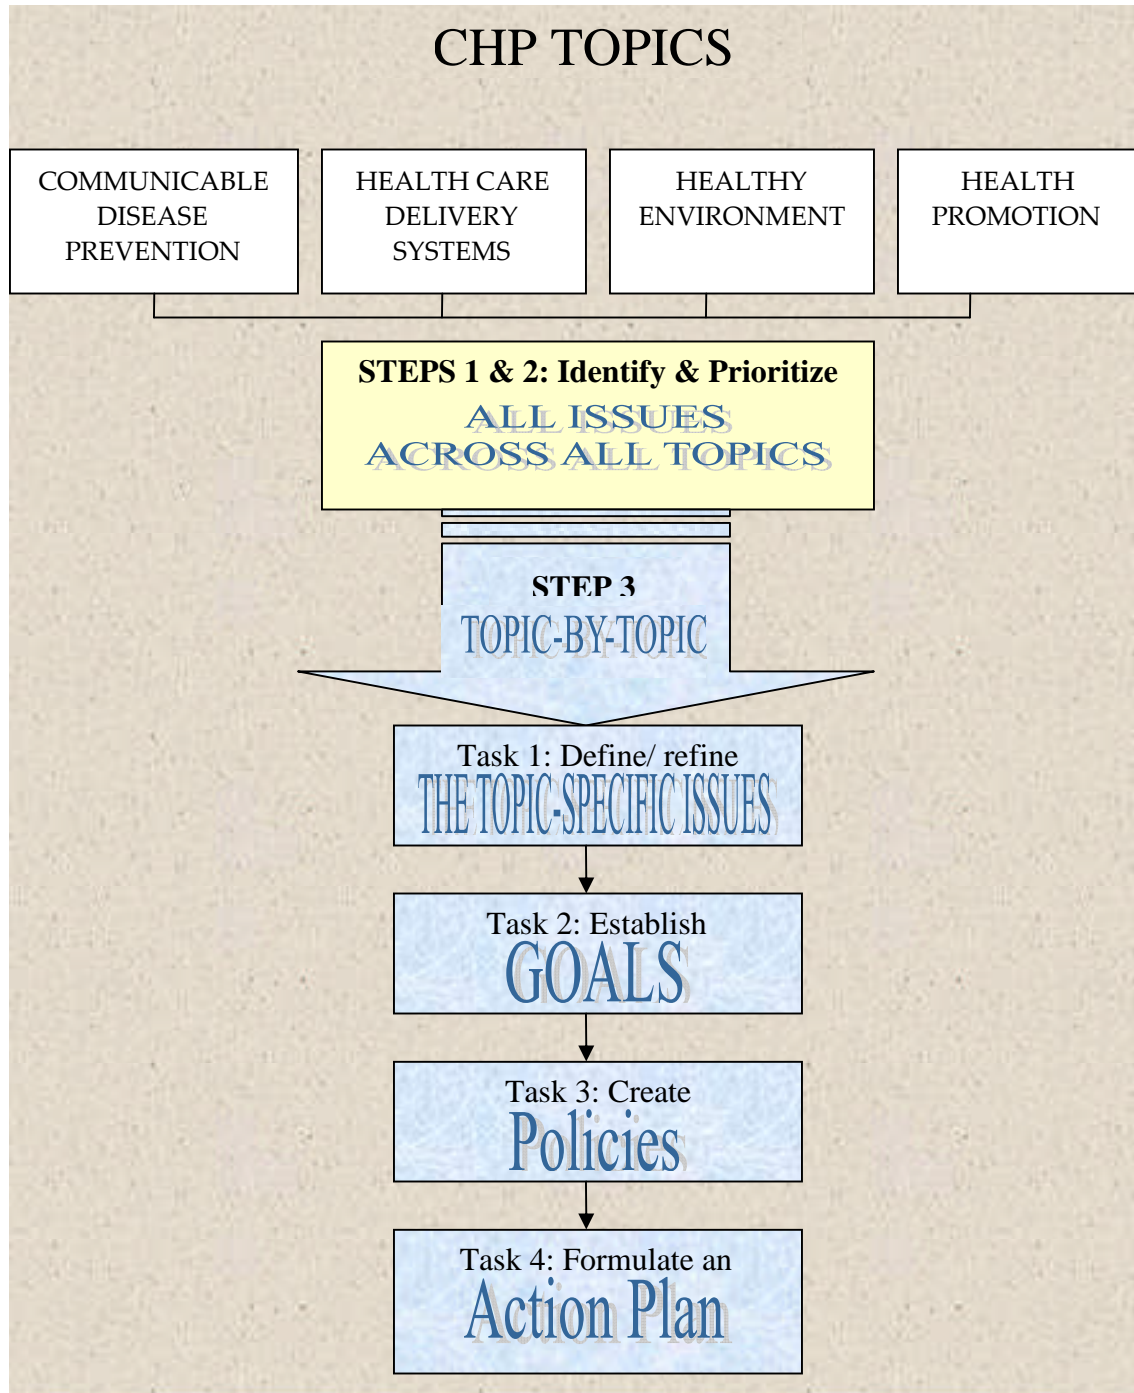 CHP TOPICS
COMMUNICABLE
DISEASE
PREVENTION
HEALTH CARE
DELIVERY
SYSTEMS
HEALTHY
ENVIRONMENT
HEALTH
PROMOTION
STEPS 1 & 2: Identify & Prioritize
ALL ISSUES
ACROSS ALL TOPICS
STEP 3
TOPIC-BY-TOPIC
Task 1: Define/ refine
THE TOPIC-SPECIFIC ISSUES
Task 2: Establish
GOALS
Task 3: Create
Policies
Task 4: Formulate an
Action Plan